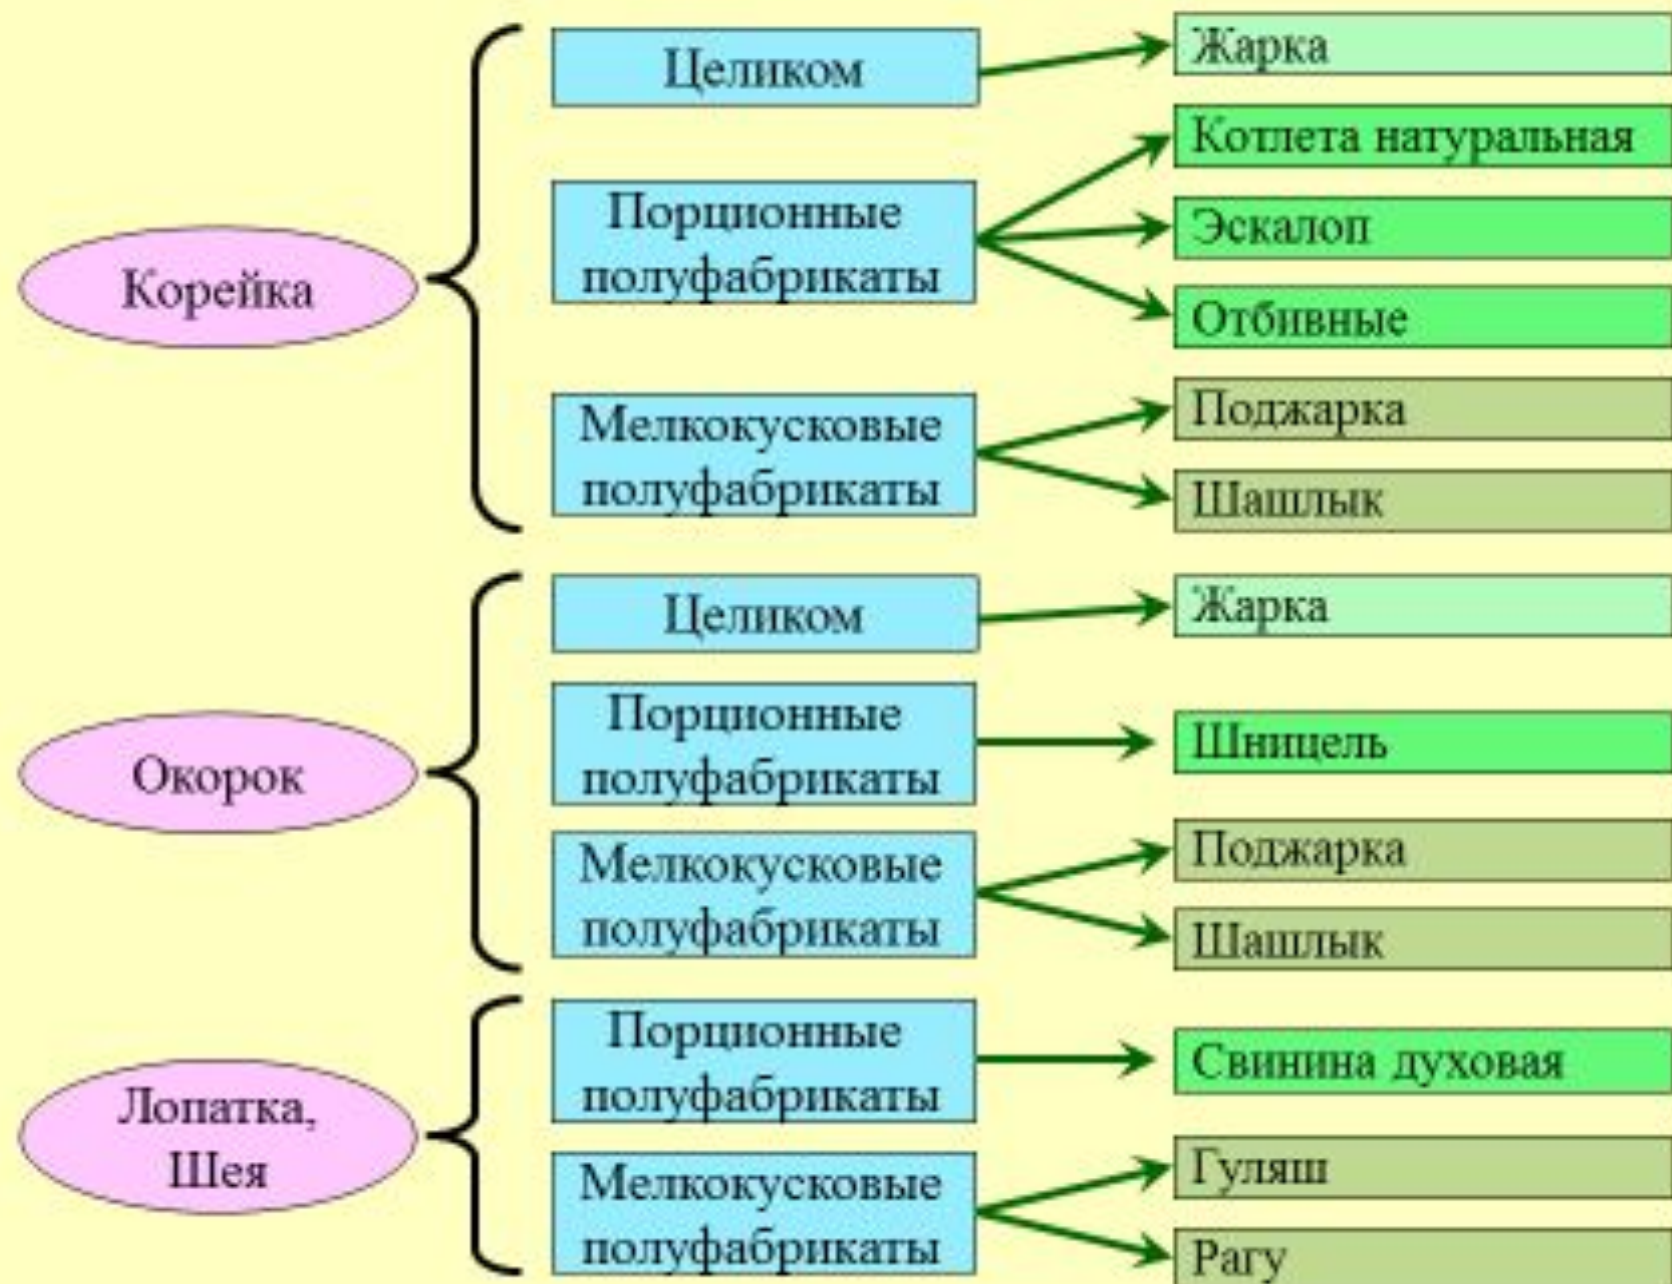 Корейка
Целиком
Жарка
Порционные
полуфабрикаты
Котлета натуральная
Эскалоп
Отбивные
Мелкокусковые
полуфабрикаты
Поджарка
Шашлык
Окорок
Целиком
Жарка
Порционные
полуфабрикаты
Шницель
Мелкокусковые
полуфабрикаты
Поджарка
Шашлык
Лопатка,
Шея
Порционные
полуфабрикаты
Свинина духовая
Мелкокусковые
полуфабрикаты
Гуляш
Рагу